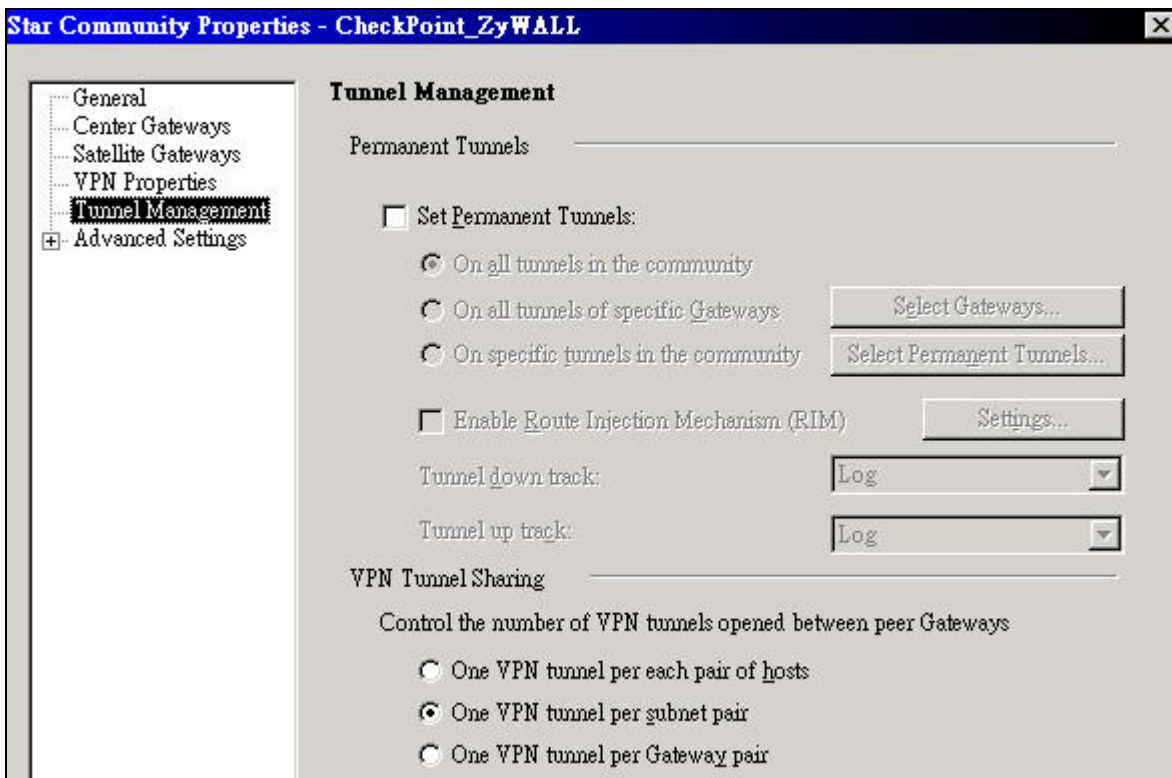 Star Community Properties - CheckPoint_ZyWALL
General
Center Gateways
Satellite Gateways
VPN Properties
Tunnel Management
Advanced Settings
Tunnel Management
Permanent Tunnels
Set Permanent Tunnels:
On all tunnels in the community
On all tunnels of specific Gateways
Select Gateways...
On specific tunnels in the community
Select Permanent Tunnels...
Enable Route Injection Mechanism (RIM)
Settings...
Tunnel down track:
Log
Tunnel up track:
Log
VPN Tunnel Sharing
Control the number of VPN tunnels opened between peer Gateways
One VPN tunnel per each pair of hosts
One VPN tunnel per subnet pair
One VPN tunnel per Gateway pair